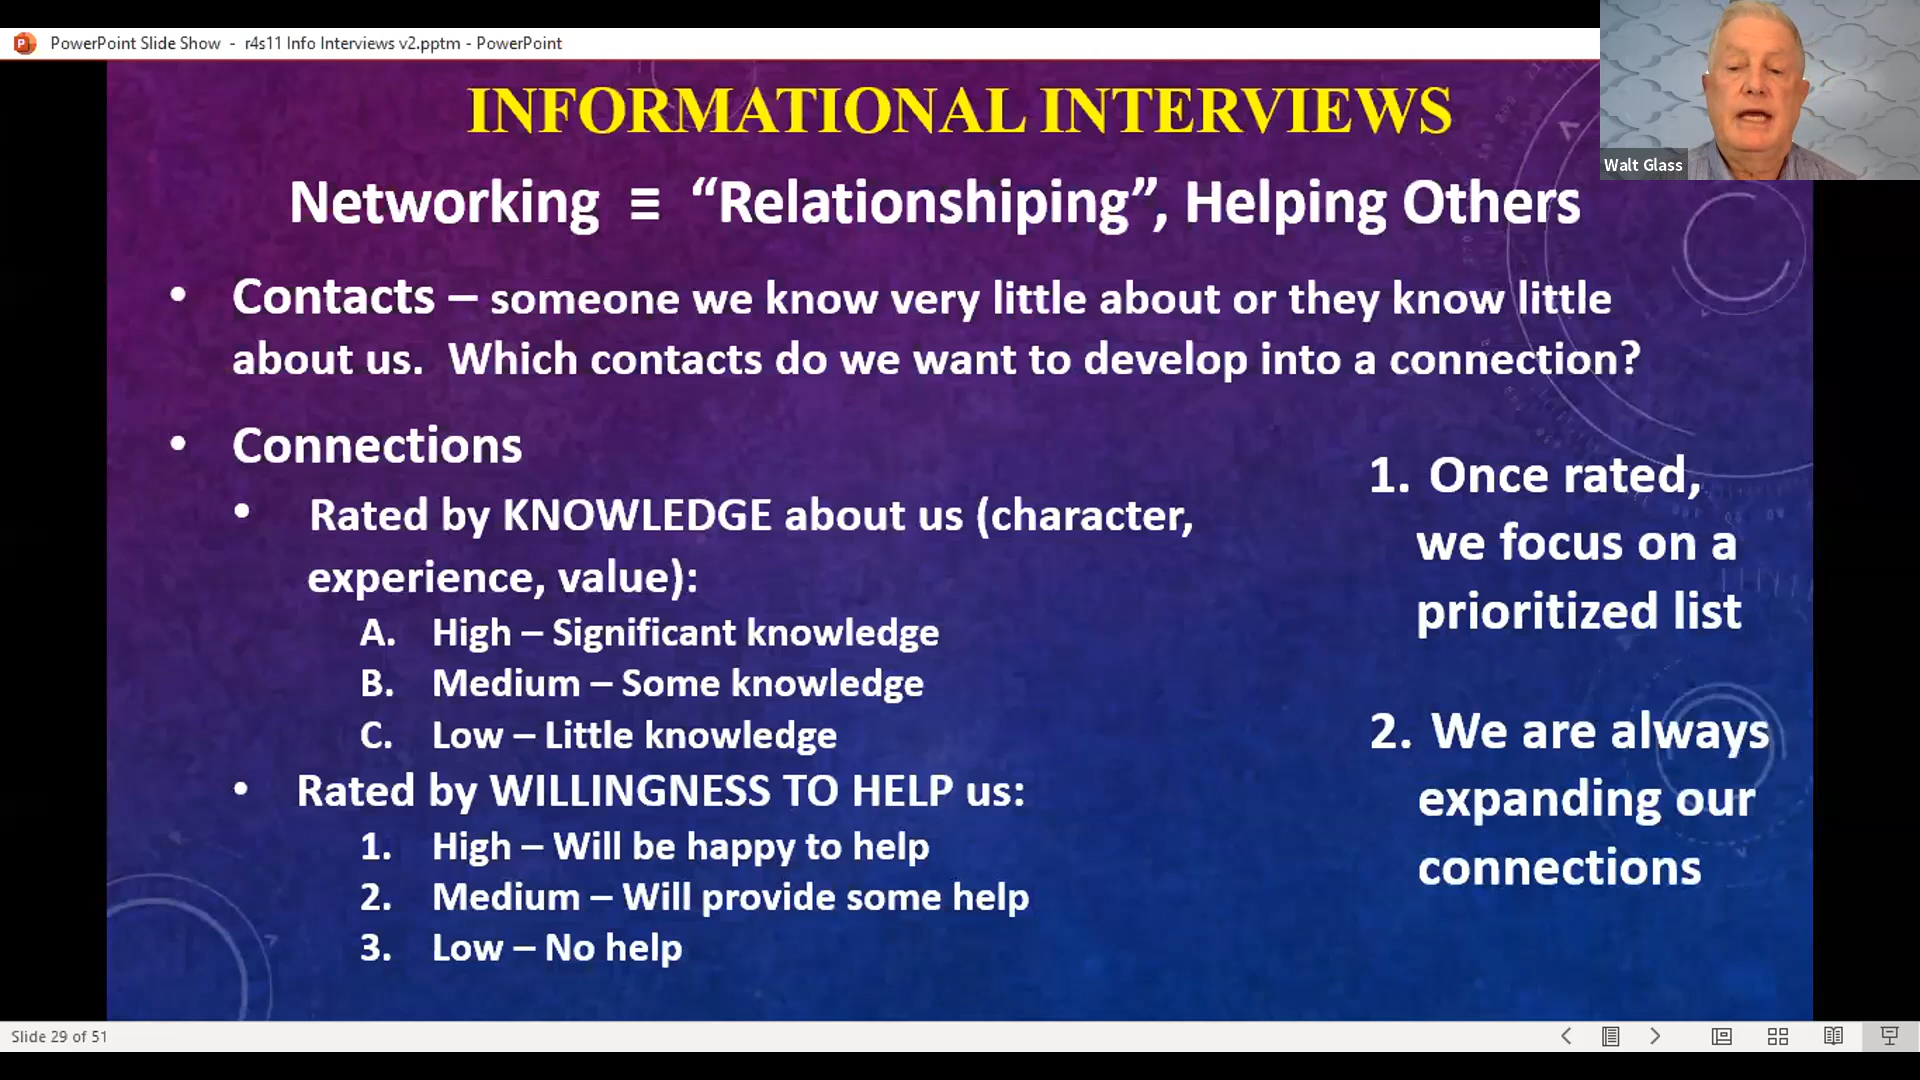 PowerPoint Slide Show - r4s11 Info Interviews v2.pptm - PowerPoint
Walt Glass
INFORMATIONAL INTERVIEWS
Networking ≡ “Relationshiping”, Helping Others
• Contacts – someone we know very little about or they know little
about us. Which contacts do we want to develop into a connection?
• Connections
• Rated by KNOWLEDGE about us (character,
experience, value):
A. High – Significant knowledge
B. Medium – Some knowledge
C. Low – Little knowledge
• Rated by WILLINGNESS TO HELP us:
1. High – Will be happy to help
2. Medium – Will provide some help
3. Low – No help
1. Once rated,
we focus on a
prioritized list
2. We are always
expanding our
connections
Slide 29 of 51